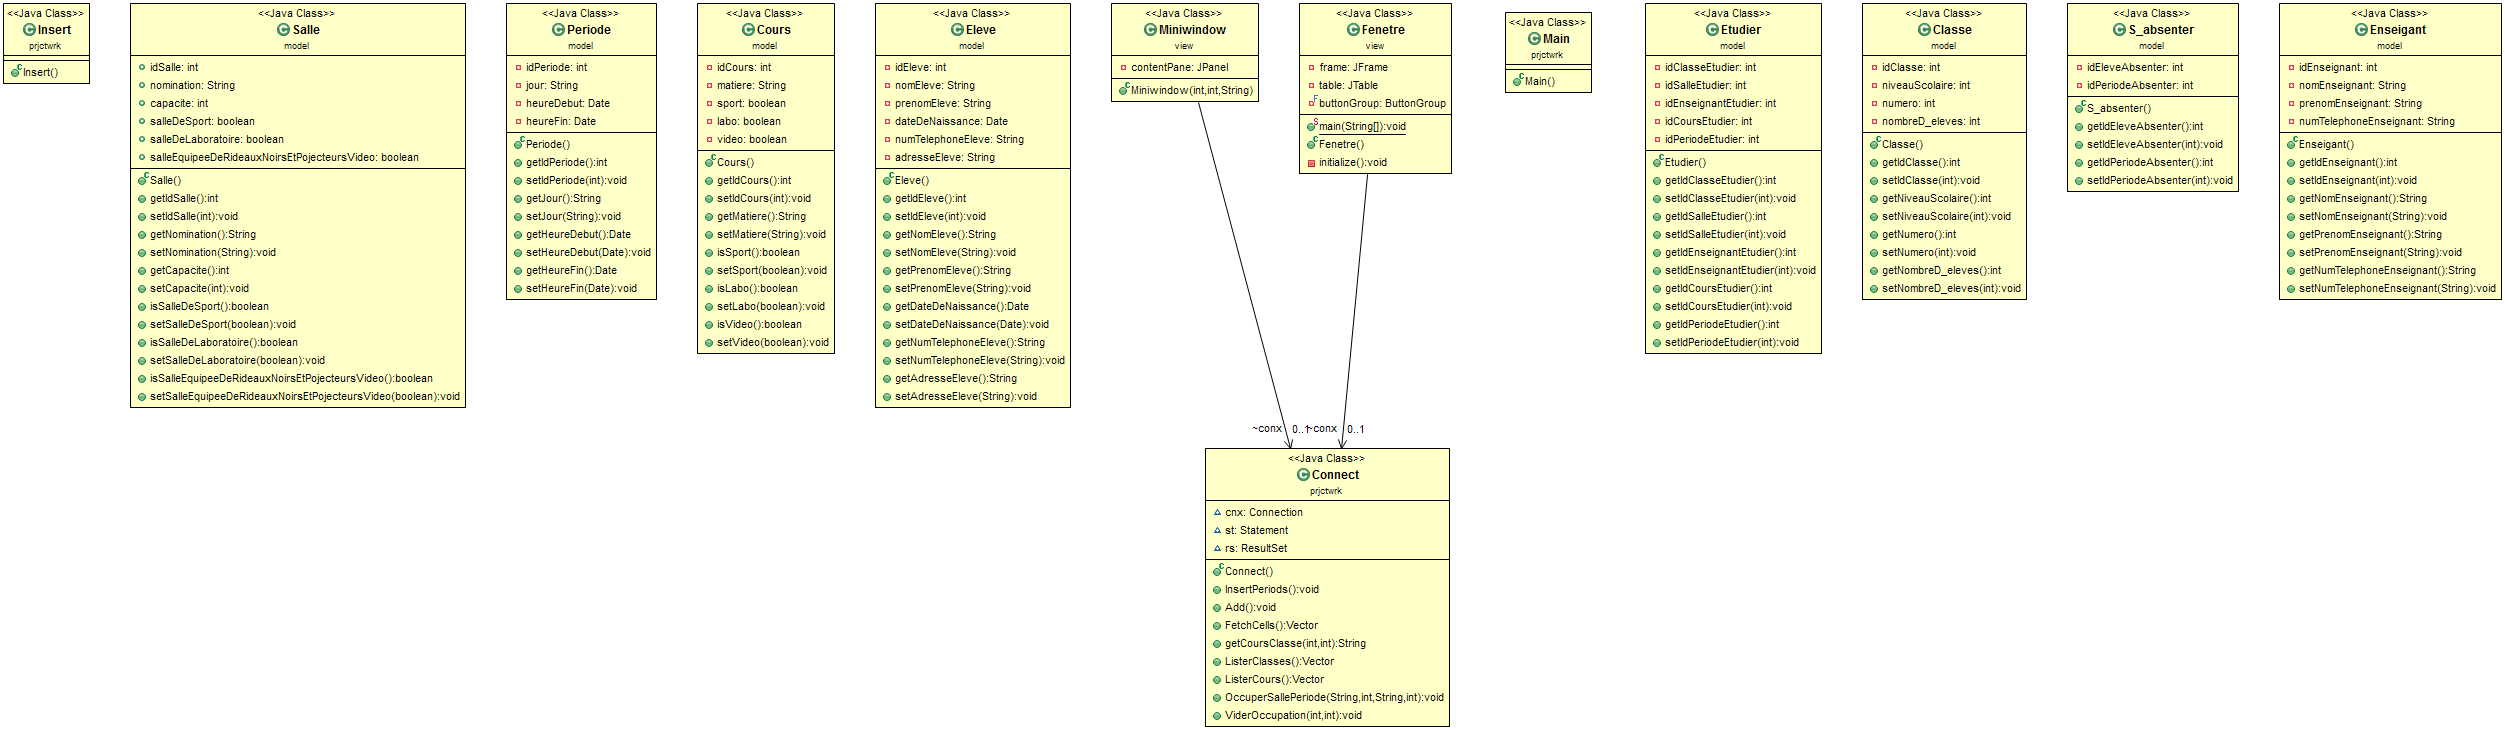 <<Java Class>>
Insert
prjctwrk
Insert()
<<Java Class>>
Salle
model
idSalle: int
nomination: String
capacite: int
salleDeSport: boolean
salleDeLaboratoire: boolean
salleEquipeeDeRideauxNoirsEtPojecteursVideo: boolean
Salle()
getIdSalle():int
setIdSalle(int):void
getNomination():String
setNomination(String):void
getCapacite():int
setCapacite(int):void
isSalleDeSport():boolean
setSalleDeSport(boolean):void
isSalleDeLaboratoire():boolean
setSalleDeLaboratoire(boolean):void
isSalleEquipeeDeRideauxNoirsEtPojecteursVideo():boolean
setSalleEquipeeDeRideauxNoirsEtPojecteursVideo(boolean):void
<<Java Class>>
Periode
model
idPeriode: int
jour: String
heureDebut: Date
heureFin: Date
Periode()
getIdPeriode():int
setIdPeriode(int):void
getJour():String
setJour(String):void
getHeureDebut():Date
setHeureDebut(Date):void
getHeureFin():Date
setHeureFin(Date):void
<<Java Class>>
Cours
model
idCours: int
matiere: String
sport: boolean
labo: boolean
video: boolean
Cours()
getIdCours():int
setIdCours(int):void
getMatiere():String
setMatiere(String):void
isSport():boolean
setSport(boolean):void
isLabo():boolean
setLabo(boolean):void
isVideo():boolean
setVideo(boolean):void
<<Java Class>>
Eleve
model
idEleve: int
nomEleve: String
prenomEleve: String
dateDeNaissance: Date
numTelephoneEleve: String
adresseEleve: String
Eleve()
getIdEleve():int
setIdEleve(int):void
getNomEleve():String
setNomEleve(String):void
getPrenomEleve():String
setPrenomEleve(String):void
getDateDeNaissance():Date
setDateDeNaissance(Date):void
getNumTelephoneEleve():String
setNumTelephoneEleve(String):void
getAdresseEleve():String
setAdresseEleve(String):void
<<Java Class>>
Miniwindow
view
contentPane: JPanel
Miniwindow(int,int,String)
<<Java Class>>
Fenetre
view
frame: JFrame
table: JTable
buttonGroup: ButtonGroup
main(String[]):void
Fenetre()
initialize():void
<<Java Class>>
Main
prjctwrk
Main()
<<Java Class>>
Etudier
model
idClasseEtudier: int
idSalleEtudier: int
idEnseignantEtudier: int
idCoursEtudier: int
idPeriodeEtudier: int
Etudier()
getIdClasseEtudier():int
setIdClasseEtudier(int):void
getIdSalleEtudier():int
setIdSalleEtudier(int):void
getIdEnseignantEtudier():int
setIdEnseignantEtudier(int):void
getIdCoursEtudier():int
setIdCoursEtudier(int):void
getIdPeriodeEtudier():int
setIdPeriodeEtudier(int):void
<<Java Class>>
Classe
model
idClasse: int
niveauScolaire: int
numero: int
nombreD_eleves: int
Classe()
getIdClasse():int
setIdClasse(int):void
getNiveauScolaire():int
setNiveauScolaire(int):void
getNumero():int
setNumero(int):void
getNombreD_eleves():int
setNombreD_eleves(int):void
<<Java Class>>
S_absenter
model
idEleveAbsenter: int
idPeriodeAbsenter: int
S_absenter()
getIdEleveAbsenter():int
setIdEleveAbsenter(int):void
getIdPeriodeAbsenter():int
setIdPeriodeAbsenter(int):void
<<Java Class>>
Enseigant
model
idEnseignant: int
nomEnseignant: String
prenomEnseignant: String
numTelephoneEnseignant: String
Enseigant()
getIdEnseignant():int
setIdEnseignant(int):void
getNomEnseignant():String
setNomEnseignant(String):void
getPrenomEnseignant():String
setPrenomEnseignant(String):void
getNumTelephoneEnseignant():String
setNumTelephoneEnseignant(String):void
~conx 0..1
~conx 0..1
<<Java Class>>
Connect
prjctwrk
cnx: Connection
st: Statement
rs: ResultSet
Connect()
InsertPeriods():void
Add():void
FetchCells():Vector
getCoursClasse(int,int):String
ListerClasses():Vector
ListerCours():Vector
OccuperSallePeriode(String,int,String,int):void
ViderOccupation(int,int):void